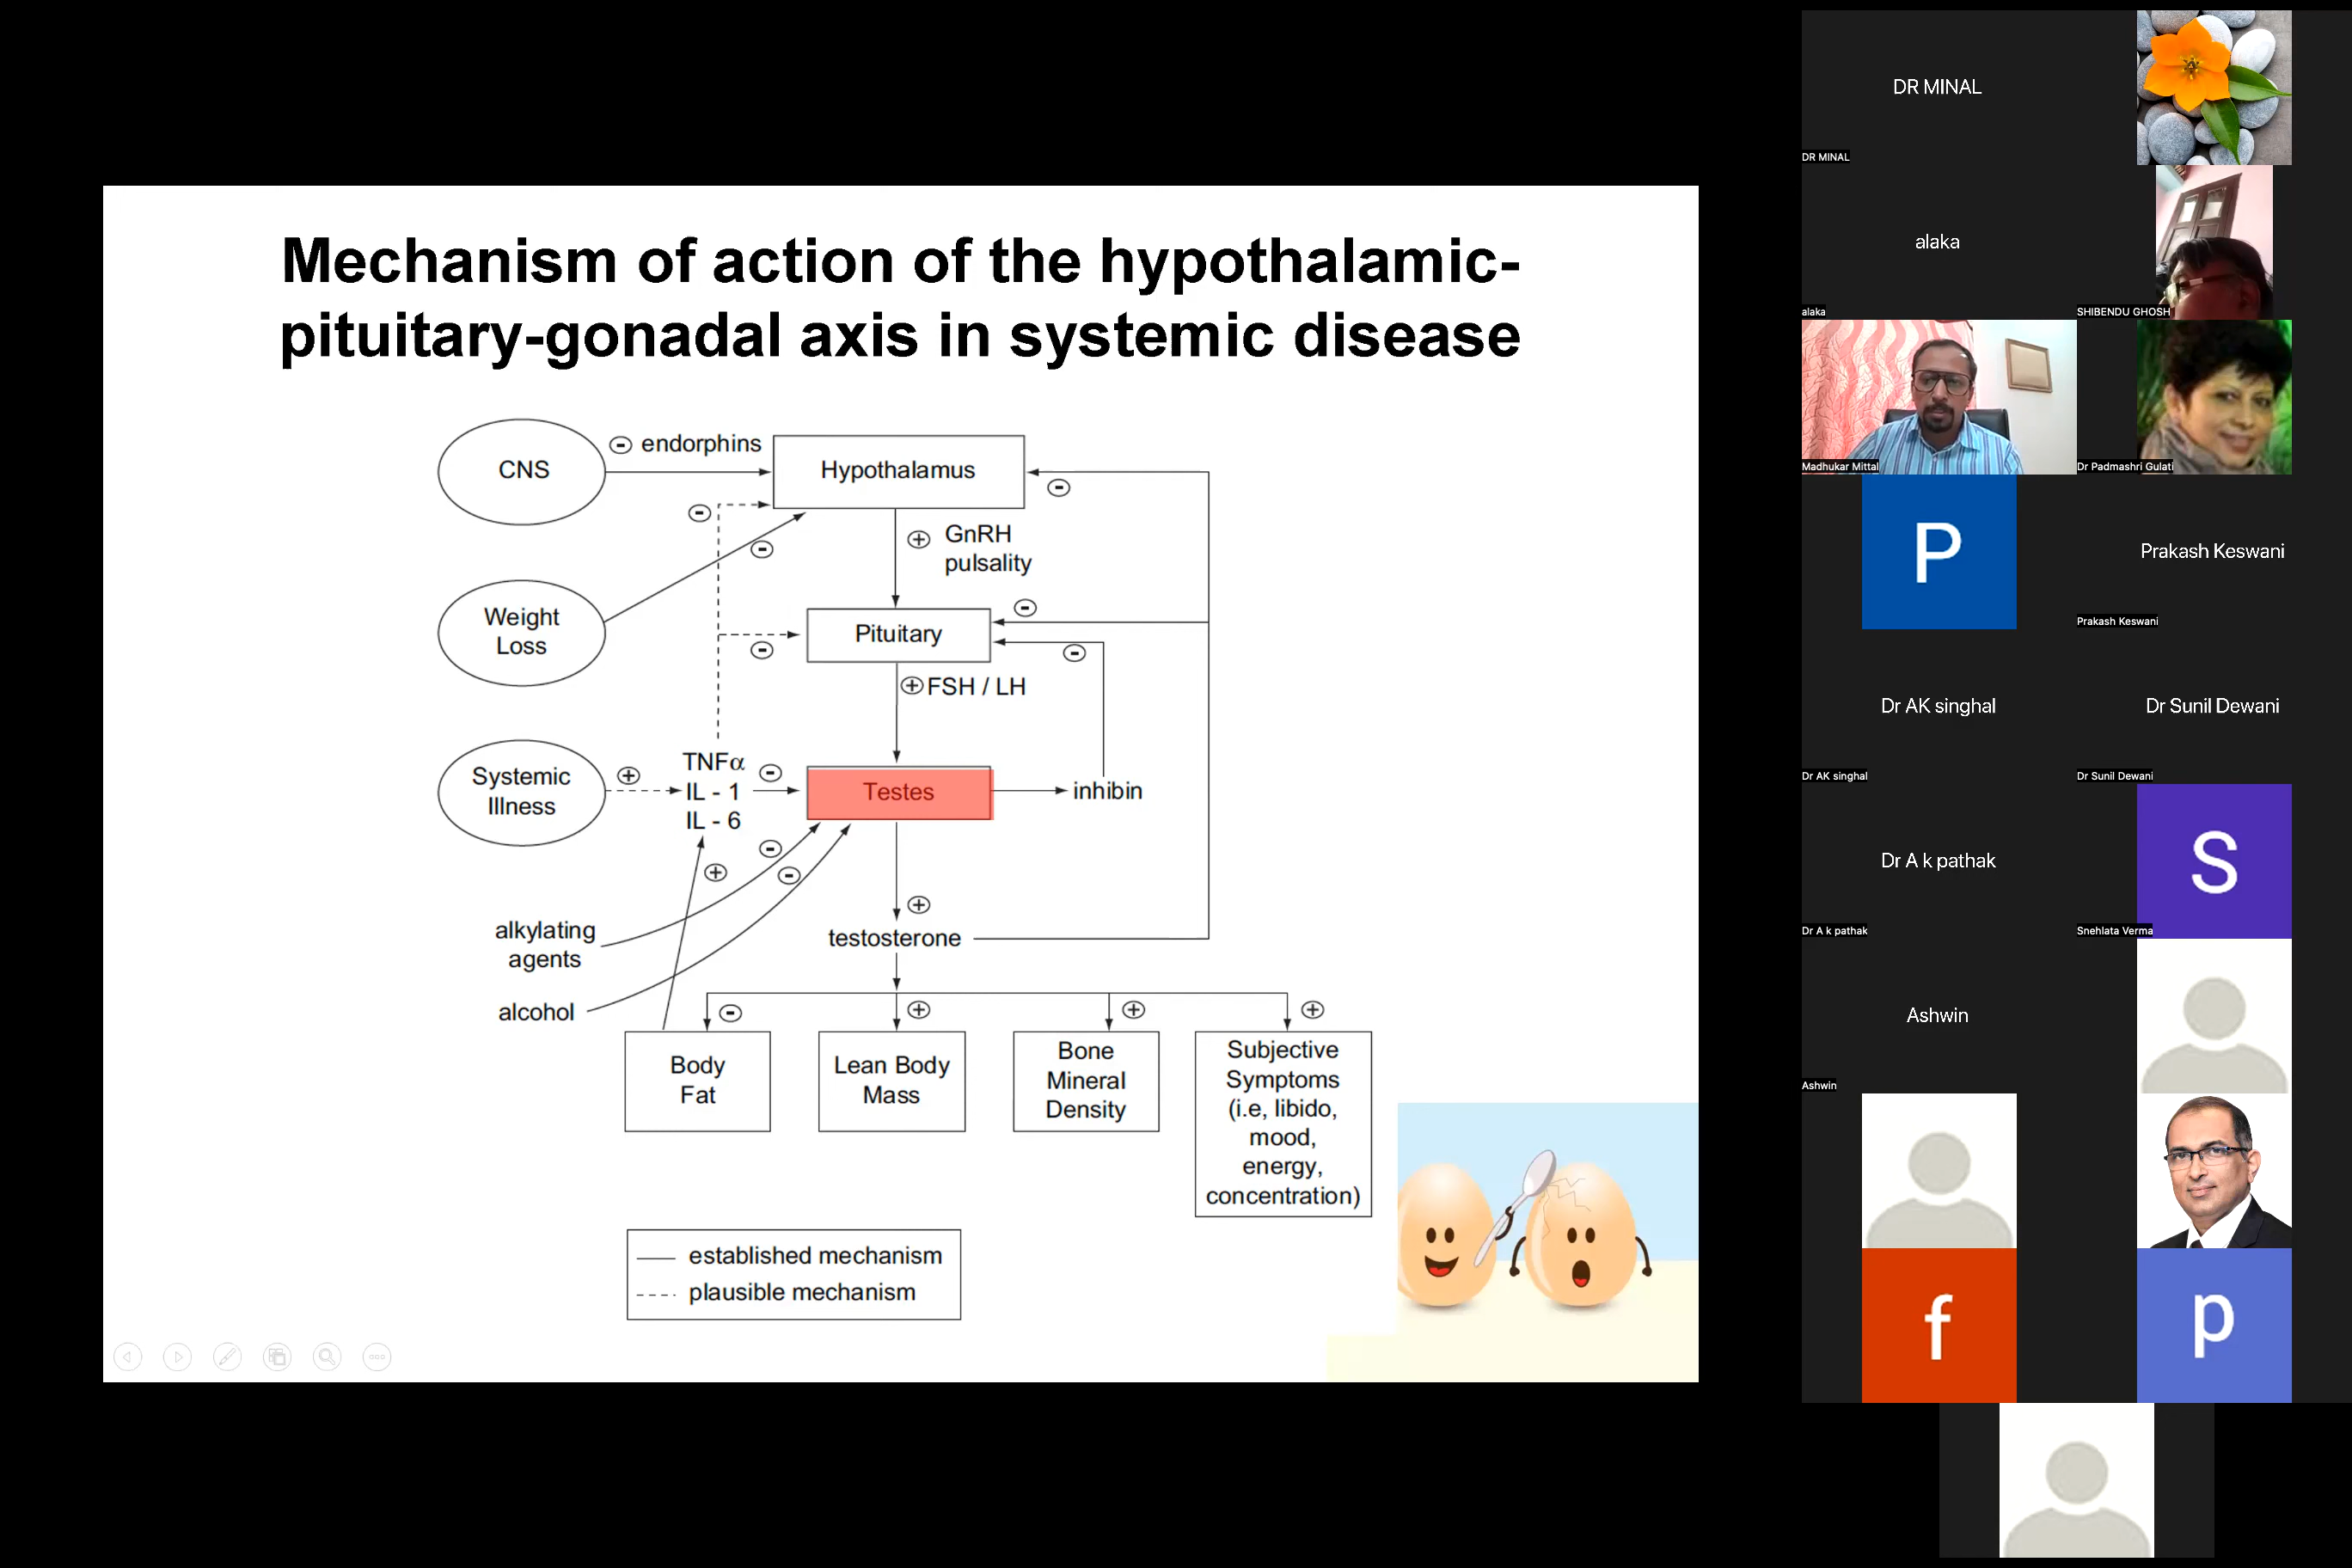 Mechanism of action of the hypothalamic-
pituitary-gonadal axis in systemic disease
CNS
- endorphins
Hypothalamus
-
-
-
+ GnRH
pulsality
Weight
Loss
-
Pituitary
-
-
+ FSH / LH
Systemic
Illness
+
TNFα
IL - 1
IL - 6
-
Testes
inhibin
-
+
-
alkylating
agents
+
testosterone
alcohol
-
+
+
+
Body
Fat
Lean Body
Mass
Bone
Mineral
Density
Subjective
Symptoms
(i.e, libido,
mood,
energy,
concentration)
established mechanism
plausible mechanism
DR MINAL
DR MINAL
alaka
alaka
SHIBENDU GHOSH
Madhukar Mittal
Dr Padmashri Gulati
P
Prakash Keswani
Prakash Keswani
Dr AK singhal
Dr AK singhal
Dr Sunil Dewani
Dr Sunil Dewani
Dr A k pathak
Dr A k pathak
S
Snehlata Verma
Ashwin
Ashwin
f
p